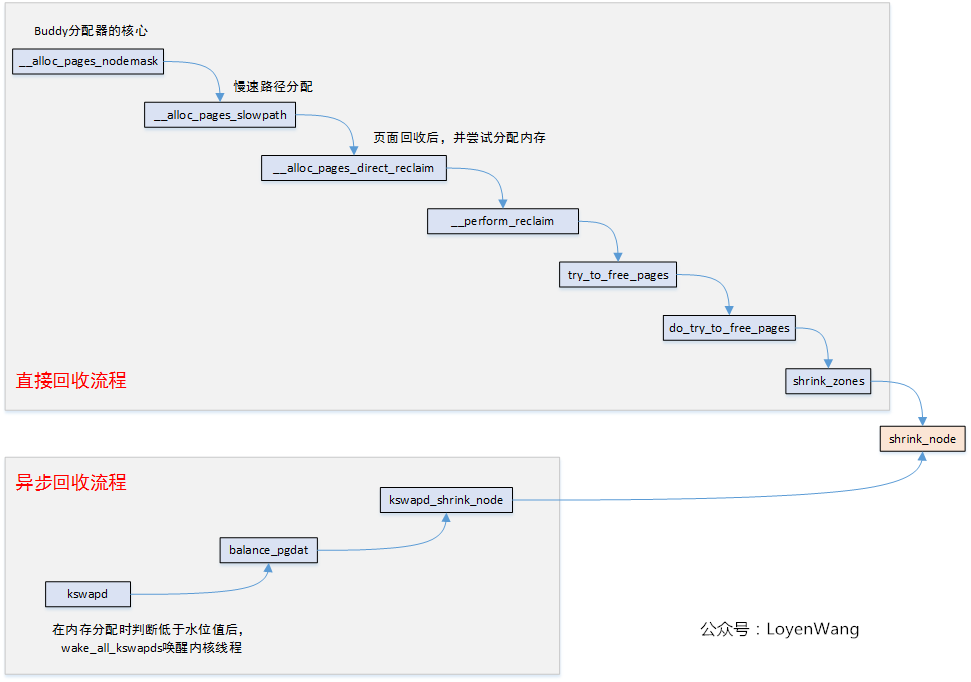 Buddy分配器的核心
__alloc_pages_nodemask
慢速路径分配
__alloc_pages_slowpath
页面回收后，并尝试分配内存
__alloc_pages_direct_reclaim
__perform_reclaim
try_to_free_pages
do_try_to_free_pages
直接回收流程
shrink_zones
shrink_node
异步回收流程
kswapd_shrink_node
balance_pgdat
kswapd
在内存分配时判断低于水位值后，
wake_all_kswapds唤醒内核线程
公众号：LoyenWang